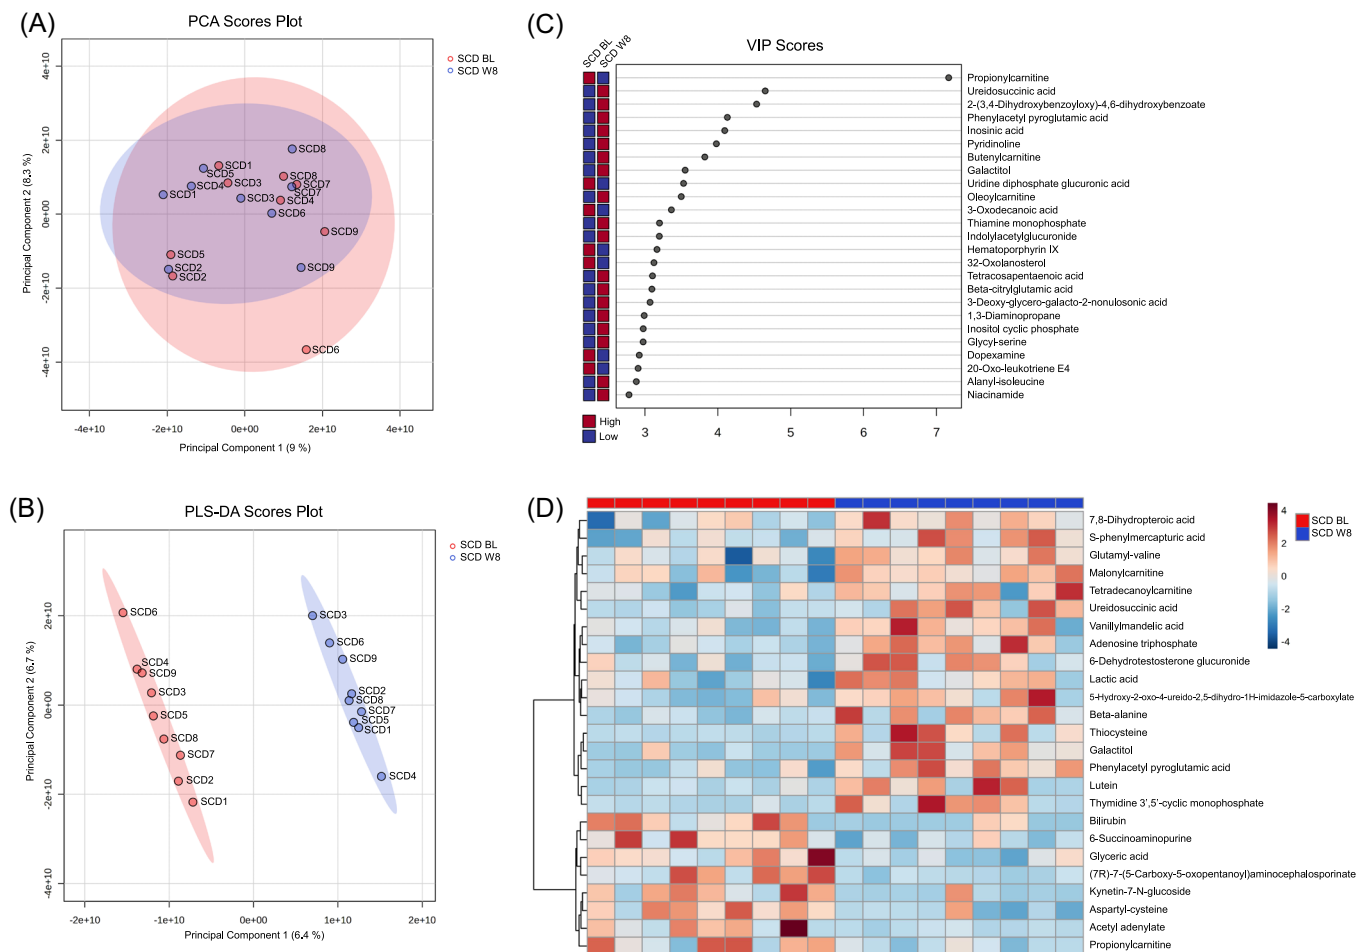 (A)
PCA Scores Plot
SCD BL
SCD W8
4e+10
2e+10
0e+00
-2e+10
-4e+10
Principal Component 2 (8.3 %)
SCD8
SCD1
SCD5
SCD8
SCD4
SCD3
SCD7
SCD7
SCD1
SCD3
SCD4
SCD6
SCD9
SCD5
SCD2
SCD9
SCD2
SCD6
-4e+10
-2e+10
0e+00
2e+10
4e+10
Principal Component 1 (9 %)
(B)
PLS-DA Scores Plot
SCD BL
SCD W8
2e+10
0e+00
-2e+10
-4e+10
Principal Component 2 (6.7 %)
SCD6
SCD4
SCD9
SCD3
SCD5
SCD8
SCD7
SCD2
SCD1
SCD3
SCD6
SCD9
SCD2
SCD8
SCD7
SCD5
SCD1
SCD4
-2e+10
-1e+10
0e+00
1e+10
2e+10
Principal Component 1 (6.4 %)
(C)
VIP Scores
SCD BL
SCD W8
Propionylcarnitine
Ureidosuccinic acid
2-(3,4-Dihydroxybenzoyloxy)-4,6-dihydroxybenzoate
Phenylacetyl pyroglutamic acid
Inosinic acid
Pyridinoline
Butenylcarnitine
Galactitol
Uridine diphosphate glucuronic acid
Oleoylcarnitine
3-Oxodecanoic acid
Thiamine monophosphate
Indolylacetylglucuronide
Hematoporphyrin IX
32-Oxolanosterol
Tetracosapentaenoic acid
Beta-citrylglutamic acid
3-Deoxy-glycero-galacto-2-nonulosonic acid
1,3-Diaminopropane
Inositol cyclic phosphate
Glycyl-serine
Dopexamine
20-Oxo-leukotriene E4
Alanyl-isoleucine
Niacinamide
High
Low
3
4
5
6
7
(D)
7,8-Dihydropteroic acid
S-phenylmercapturic acid
Glutamyl-valine
Malonylcarnitine
Tetradecanoylcarnitine
Ureidosuccinic acid
Vanillylmandelic acid
Adenosine triphosphate
6-Dehydrotestosterone glucuronide
Lactic acid
5-Hydroxy-2-oxo-4-ureido-2,5-dihydro-1H-imidazole-5-carboxylate
Beta-alanine
Thiocysteine
Galactitol
Phenylacetyl pyroglutamic acid
Lutein
Thymidine 3',5'-cyclic monophosphate
Bilirubin
6-Succinoaminopurine
Glyceric acid
(7R)-7-(5-Carboxy-5-oxopentanoyl)aminocephalosporinate
Kynetin-7-N-glucoside
Aspartyl-cysteine
Acetyl adenylate
Propionylcarnitine
4
2
0
-2
-4
SCD BL
SCD W8